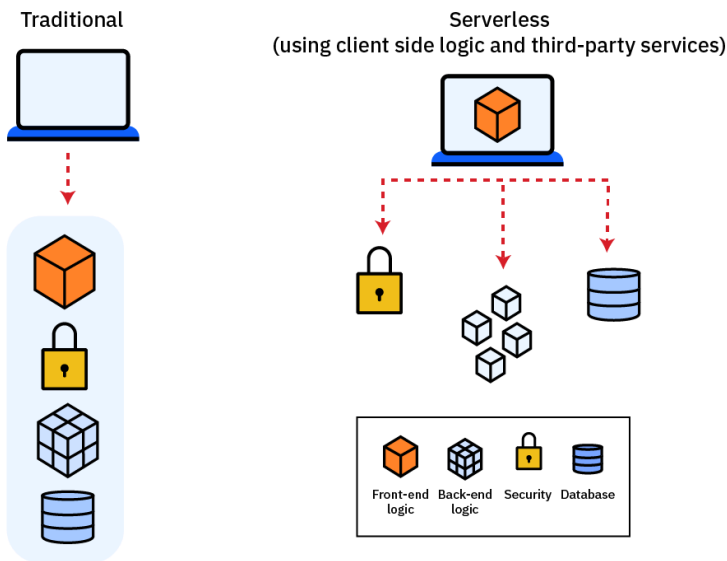 Traditional
Serverless
(using client side logic and third-party services)
Front-end
logic
Back-end
logic
Security
Database